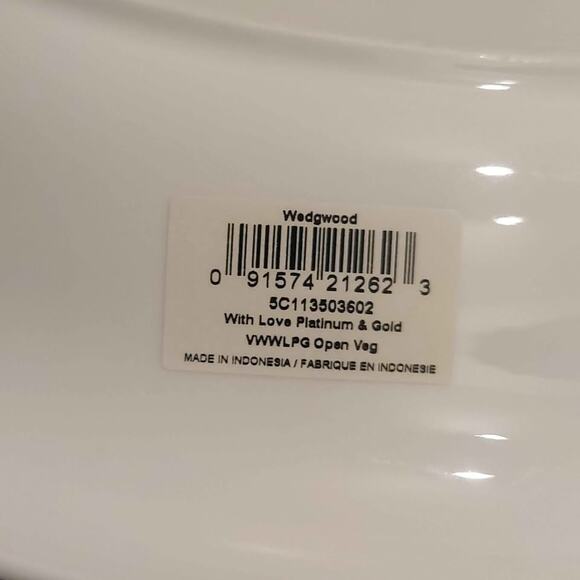 Wedgwood
0 91574 21262 3
5C113503602
With Love Platinum & Gold
VWWLPG Open Veg
MADE IN INDONESIA / FABRIQUE EN INDONESIE